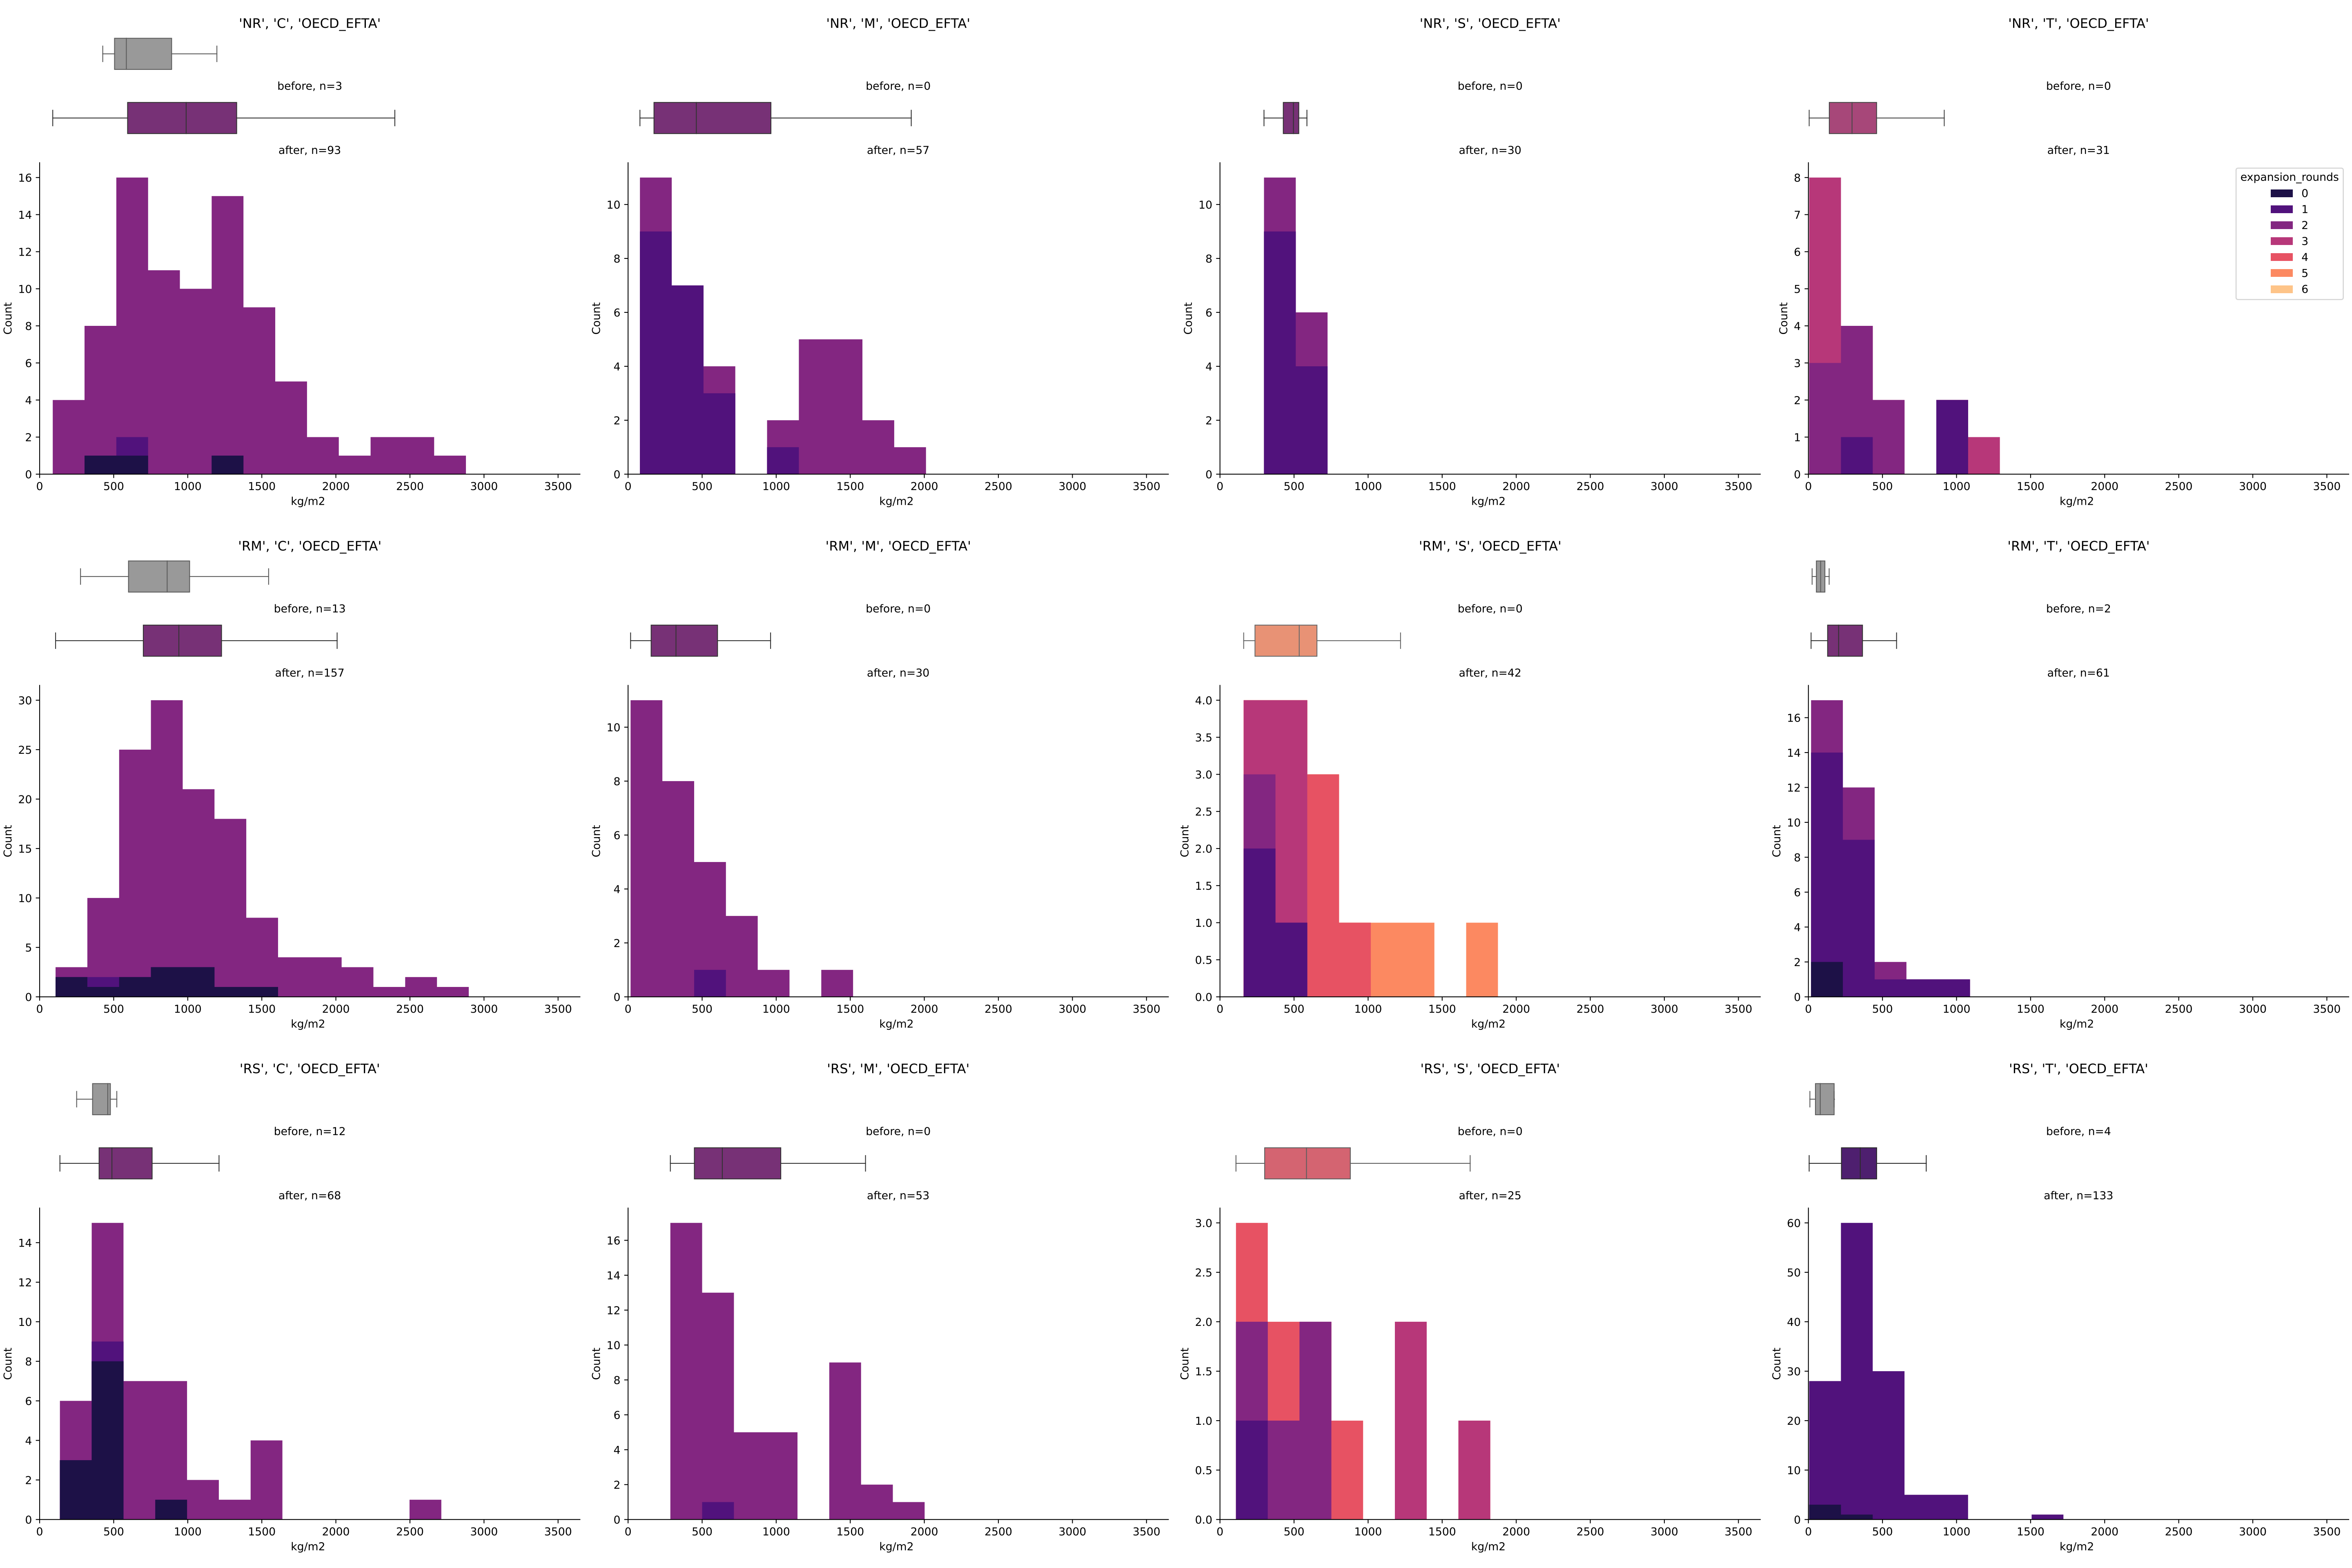 'NR', 'C', 'OECD_EFTA'
before, n=3
after, n=93
16
14
12
10
8
6
4
2
0
Count
0 500 1000 1500 2000 2500 3000 3500
kg/m2
'NR', 'M', 'OECD_EFTA'
before, n=0
after, n=57
10
8
6
4
2
0
Count
0 500 1000 1500 2000 2500 3000 3500
kg/m2
'NR', 'S', 'OECD_EFTA'
before, n=0
after, n=30
10
8
6
4
2
0
Count
0 500 1000 1500 2000 2500 3000 3500
kg/m2
'NR', 'T', 'OECD_EFTA'
before, n=0
after, n=31
8
7
6
5
4
3
2
1
0
Count
0 500 1000 1500 2000 2500 3000 3500
kg/m2
expansion_rounds
0
1
2
3
4
5
6
'RM', 'C', 'OECD_EFTA'
before, n=13
after, n=157
30
25
20
15
10
5
0
Count
0 500 1000 1500 2000 2500 3000 3500
kg/m2
'RM', 'M', 'OECD_EFTA'
before, n=0
after, n=30
10
8
6
4
2
0
Count
0 500 1000 1500 2000 2500 3000 3500
kg/m2
'RM', 'S', 'OECD_EFTA'
before, n=0
after, n=42
4.0
3.5
3.0
2.5
2.0
1.5
1.0
0.5
0.0
Count
0 500 1000 1500 2000 2500 3000 3500
kg/m2
'RM', 'T', 'OECD_EFTA'
before, n=2
after, n=61
16
14
12
10
8
6
4
2
0
Count
0 500 1000 1500 2000 2500 3000 3500
kg/m2
'RS', 'C', 'OECD_EFTA'
before, n=12
after, n=68
14
12
10
8
6
4
2
0
Count
0 500 1000 1500 2000 2500 3000 3500
kg/m2
'RS', 'M', 'OECD_EFTA'
before, n=0
after, n=53
16
14
12
10
8
6
4
2
0
Count
0 500 1000 1500 2000 2500 3000 3500
kg/m2
'RS', 'S', 'OECD_EFTA'
before, n=0
after, n=25
3.0
2.5
2.0
1.5
1.0
0.5
0.0
Count
0 500 1000 1500 2000 2500 3000 3500
kg/m2
'RS', 'T', 'OECD_EFTA'
before, n=4
after, n=133
60
50
40
30
20
10
0
Count
0 500 1000 1500 2000 2500 3000 3500
kg/m2